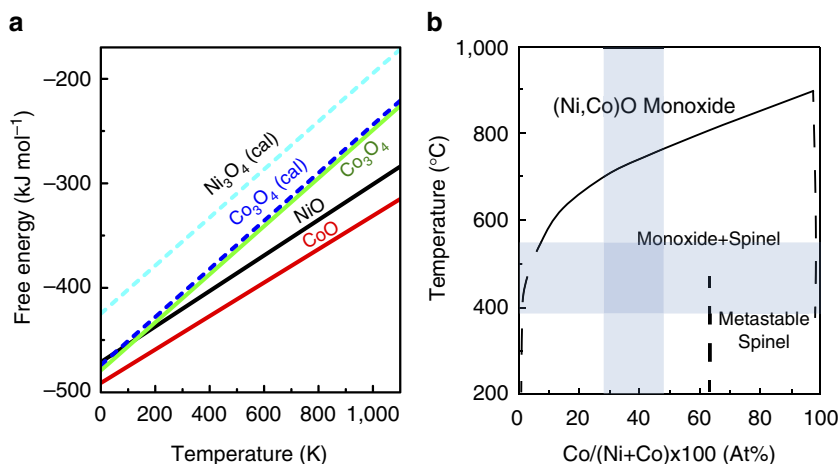 a
Free energy (kJ mol⁻¹)
−200
−300
−400
−500
Ni₃O₄ (cal)
Co₃O₄ (cal)
Co₃O₄
NiO
CoO
0 200 400 600 800 1,000
Temperature (K)
b
Temperature (°C)
1,000
800
600
400
200
(Ni,Co)O Monoxide
Monoxide+Spinel
Metastable
Spinel
0 20 40 60 80 100
Co/(Ni+Co)x100 (At%)